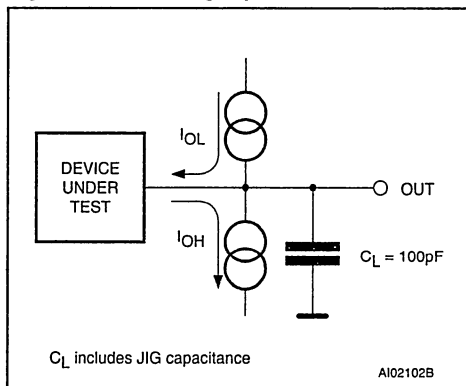 I_OL
DEVICE
UNDER
TEST
OUT
I_OH
C_L = 100pF
C_L includes JIG capacitance
AI02102B